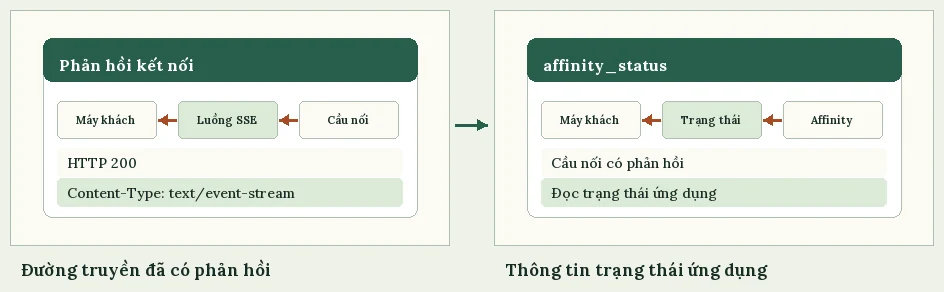 Phản hồi kết nối
Máy khách
Luồng SSE
Cầu nối
HTTP 200
Content-Type: text/event-stream
Đường truyền đã có phản hồi
affinity_status
Máy khách
Trạng thái
Affinity
Cầu nối có phản hồi
Đọc trạng thái ứng dụng
Thông tin trạng thái ứng dụng